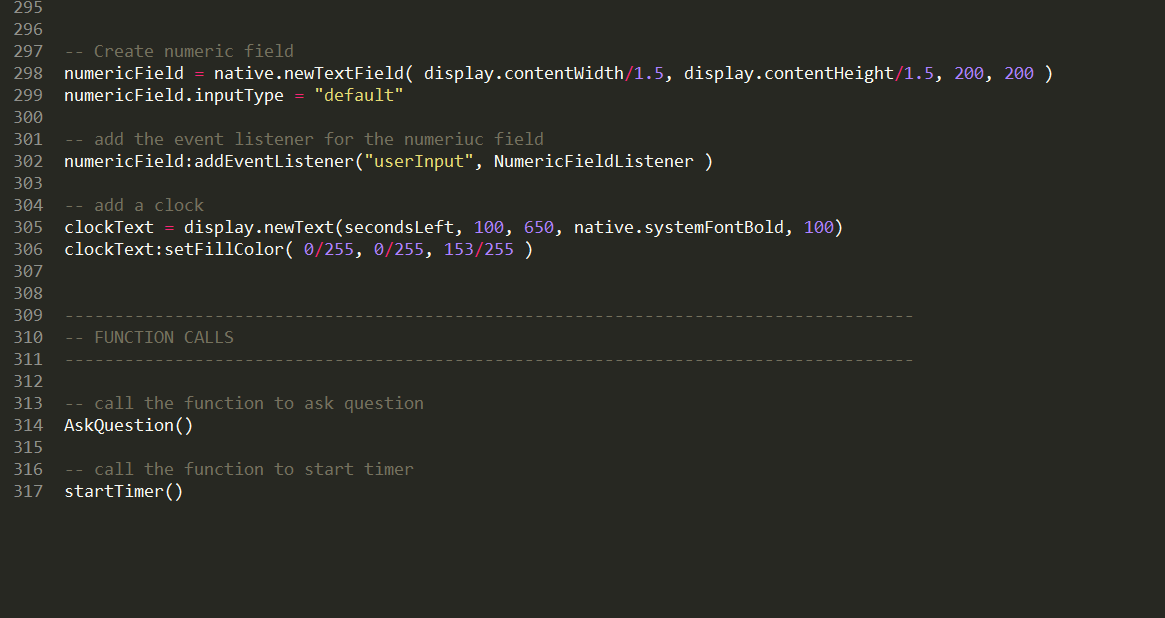 295
296
297 -- Create numeric field
298 numericField = native.newTextField( display.contentWidth/1.5, display.contentHeight/1.5, 200, 200 )
299 numericField.inputType = "default"
300
301 -- add the event listener for the numeriuc field
302 numericField:addEventListener("userInput", NumericFieldListener )
303
304 -- add a clock
305 clockText = display.newText(secondsLeft, 100, 650, native.systemFontBold, 100)
306 clockText:setFillColor( 0/255, 0/255, 153/255 )
307
308
309 -------------------------------------------------------------------------------------
310 -- FUNCTION CALLS
311 -------------------------------------------------------------------------------------
312
313 -- call the function to ask question
314 AskQuestion()
315
316 -- call the function to start timer
317 startTimer()